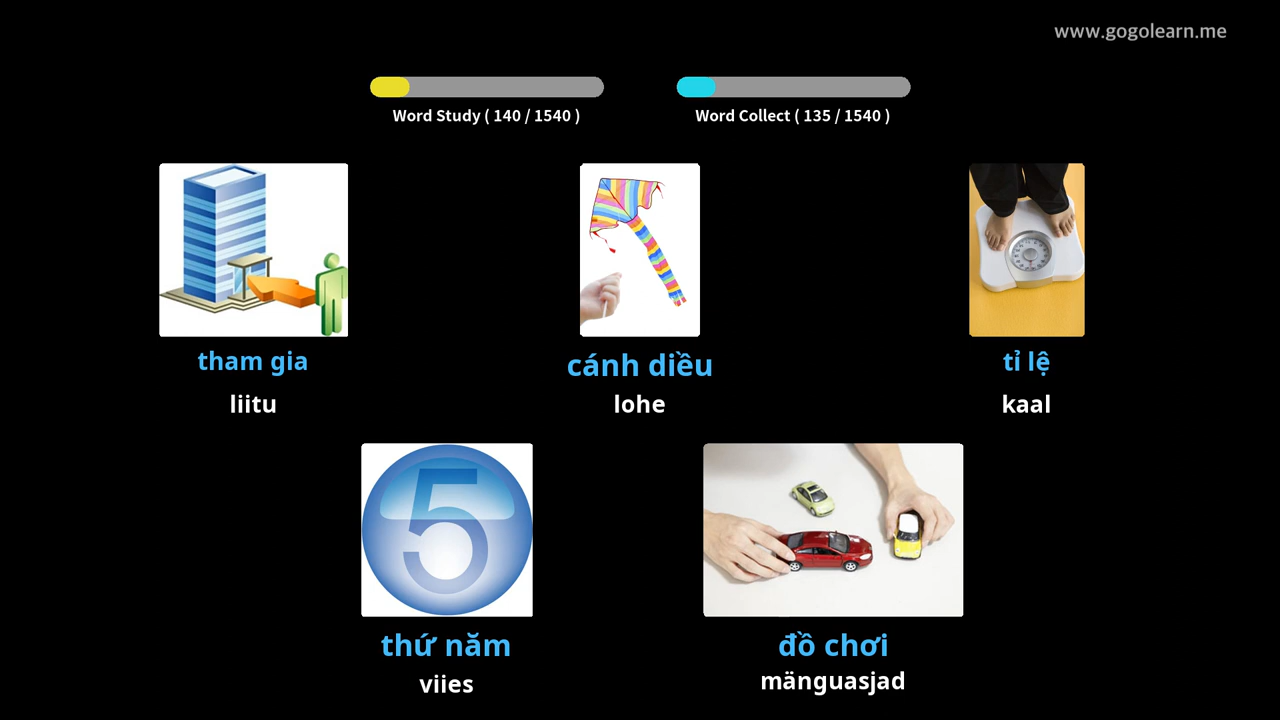 www.gogolearn.me
Word Study ( 140 / 1540 )
Word Collect ( 135 / 1540 )
tham gia
liitu
cánh diều
lohe
tỉ lệ
kaal
5
thứ năm
viies
đồ chơi
mänguasjad